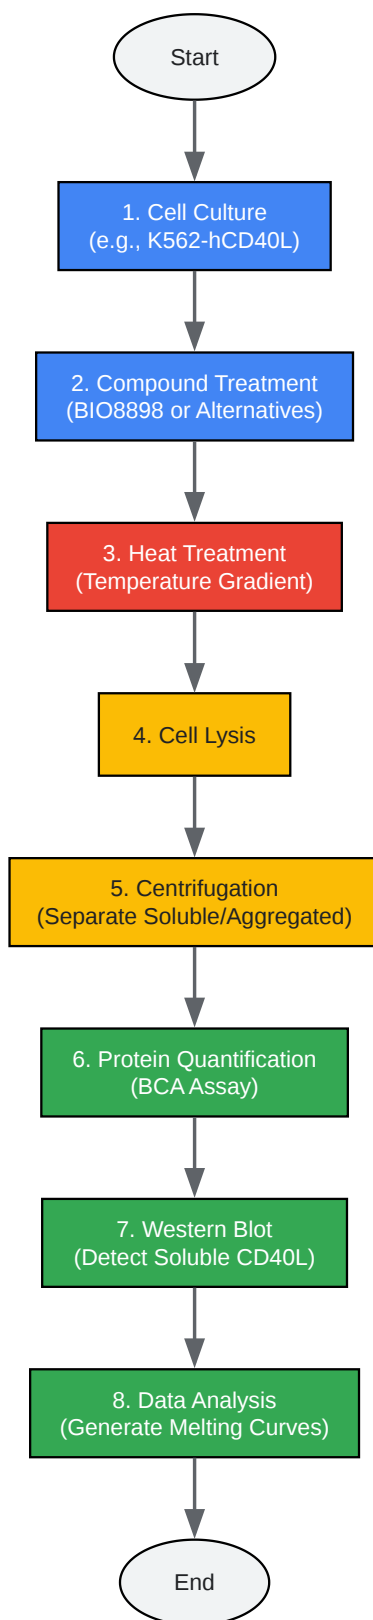 Start
1. Cell Culture
(e.g., K562-hCD40L)
2. Compound Treatment
(BIO8898 or Alternatives)
3. Heat Treatment
(Temperature Gradient)
4. Cell Lysis
5. Centrifugation
(Separate Soluble/Aggregated)
6. Protein Quantification
(BCA Assay)
7. Western Blot
(Detect Soluble CD40L)
8. Data Analysis
(Generate Melting Curves)
End